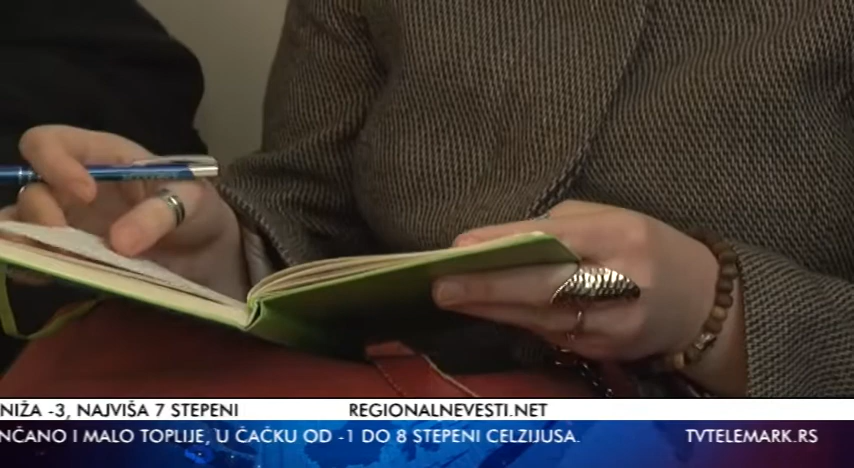 NIŽA -3, NAJVIŠA 7 STEPENI REGIONALNEVESTI.NET
NČANO I MALO TOPLIJE, U ČAČKU OD -1 DO 8 STEPENI CELZIJUSA. TVTELEMARK.RS